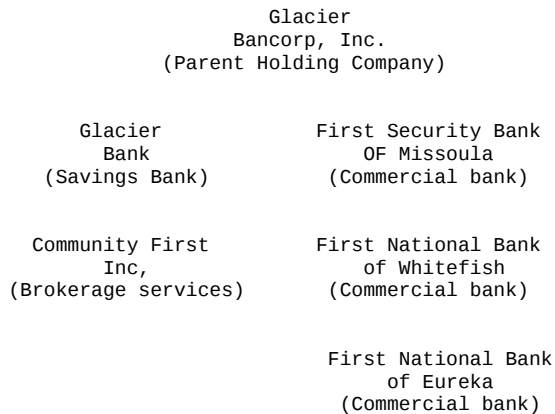 Glacier
Bancorp, Inc.
(Parent Holding Company)
Glacier
Bank
(Savings Bank)
First Security Bank
OF Missoula
(Commercial bank)
Community First
Inc,
(Brokerage services)
First National Bank
of Whitefish
(Commercial bank)
First National Bank
of Eureka
(Commercial bank)